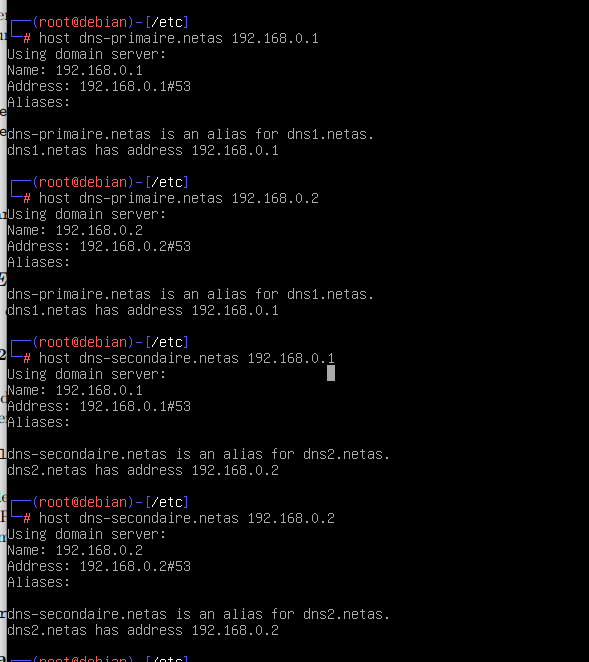 ┌──(root@debian)-[/etc]
└─# host dns-primaire.netas 192.168.0.1
Using domain server:
Name: 192.168.0.1
Address: 192.168.0.1#53
Aliases:
dns-primaire.netas is an alias for dns1.netas.
dns1.netas has address 192.168.0.1
┌──(root@debian)-[/etc]
└─# host dns-primaire.netas 192.168.0.2
Using domain server:
Name: 192.168.0.2
Address: 192.168.0.2#53
Aliases:
dns-primaire.netas is an alias for dns1.netas.
dns1.netas has address 192.168.0.1
┌──(root@debian)-[/etc]
└─# host dns-secondaire.netas 192.168.0.1
Using domain server:
Name: 192.168.0.1
Address: 192.168.0.1#53
Aliases:
dns-secondaire.netas is an alias for dns2.netas.
dns2.netas has address 192.168.0.2
┌──(root@debian)-[/etc]
└─# host dns-secondaire.netas 192.168.0.2
Using domain server:
Name: 192.168.0.2
Address: 192.168.0.2#53
Aliases:
dns-secondaire.netas is an alias for dns2.netas.
dns2.netas has address 192.168.0.2